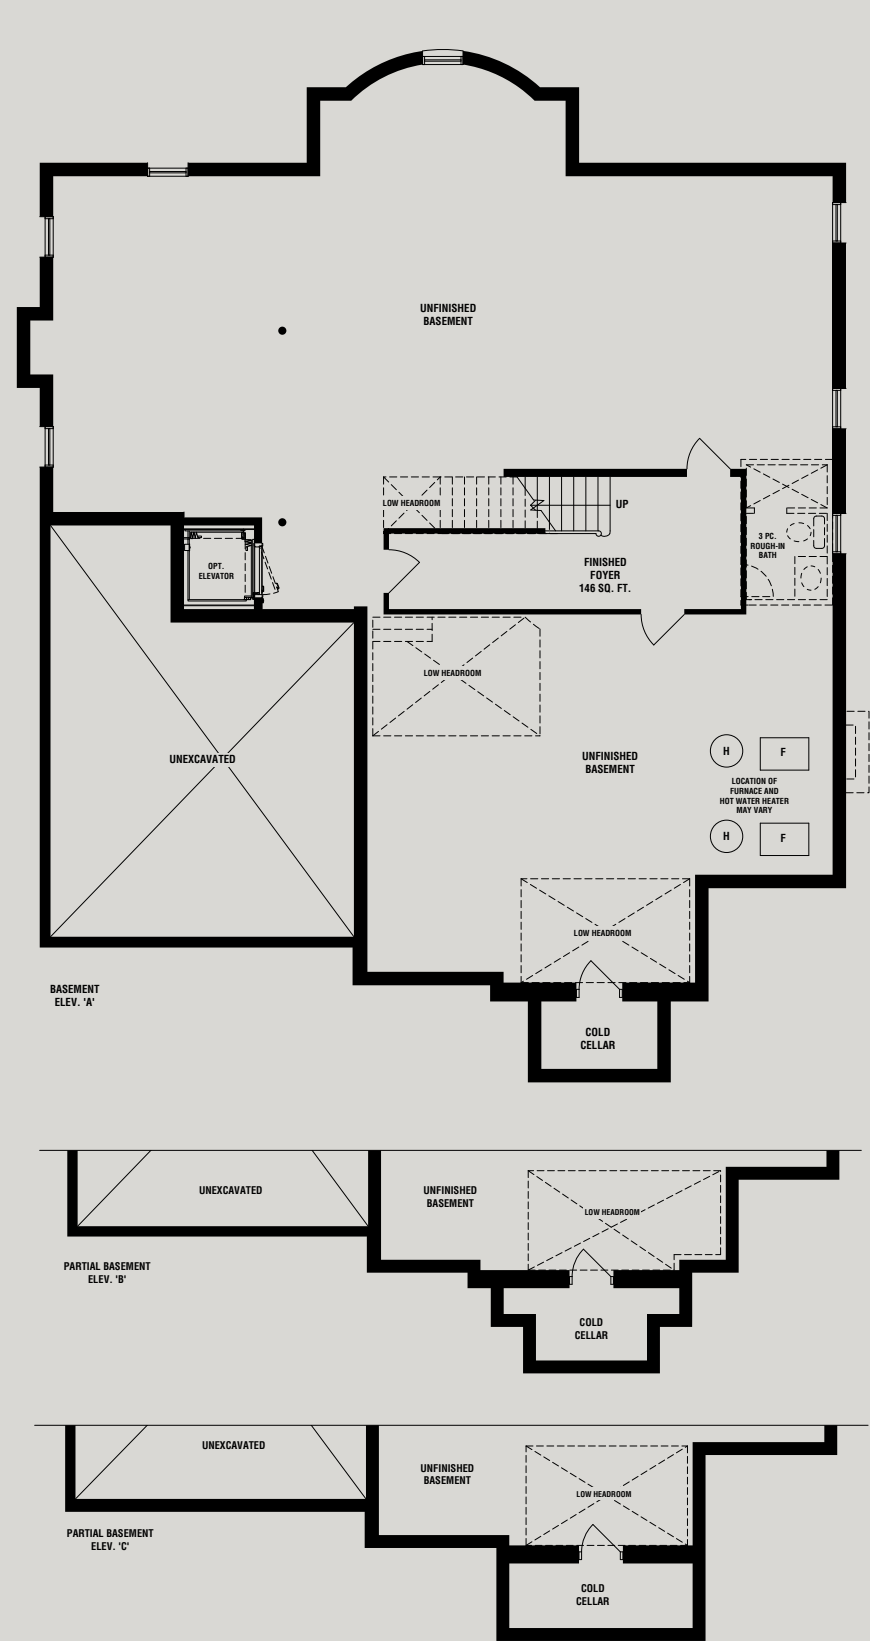 UNFINISHED
BASEMENT
LOW HEADROOM
UP
3 PC.
ROUGH-IN
BATH
OPT.
ELEVATOR
FINISHED
FOYER
146 SQ. FT.
LOW HEADROOM
UNEXCAVATED
UNFINISHED
BASEMENT
H
F
LOCATION OF
FURNACE AND
HOT WATER HEATER
MAY VARY
H
F
LOW HEADROOM
BASEMENT
ELEV. 'A'
COLD
CELLAR
UNEXCAVATED
UNFINISHED
BASEMENT
LOW HEADROOM
PARTIAL BASEMENT
ELEV. 'B'
COLD
CELLAR
UNEXCAVATED
UNFINISHED
BASEMENT
LOW HEADROOM
PARTIAL BASEMENT
ELEV. 'C'
COLD
CELLAR